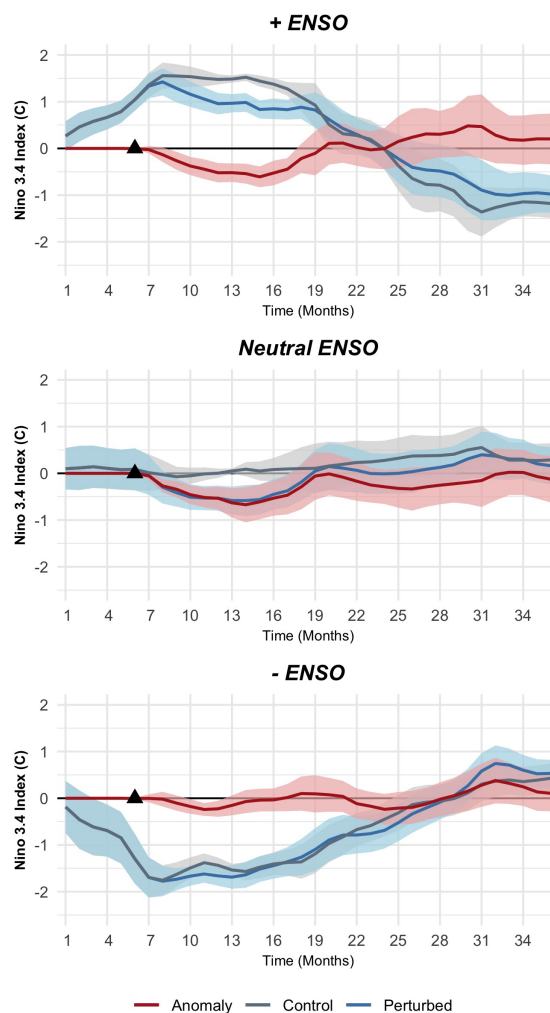 + ENSO
Nino 3.4 Index (C)
2
1
0
-1
-2
1 4 7 10 13 16 19 22 25 28 31 34
Time (Months)
Neutral ENSO
Nino 3.4 Index (C)
2
1
0
-1
-2
1 4 7 10 13 16 19 22 25 28 31 34
Time (Months)
- ENSO
Nino 3.4 Index (C)
2
1
0
-1
-2
1 4 7 10 13 16 19 22 25 28 31 34
Time (Months)
Anomaly Control Perturbed